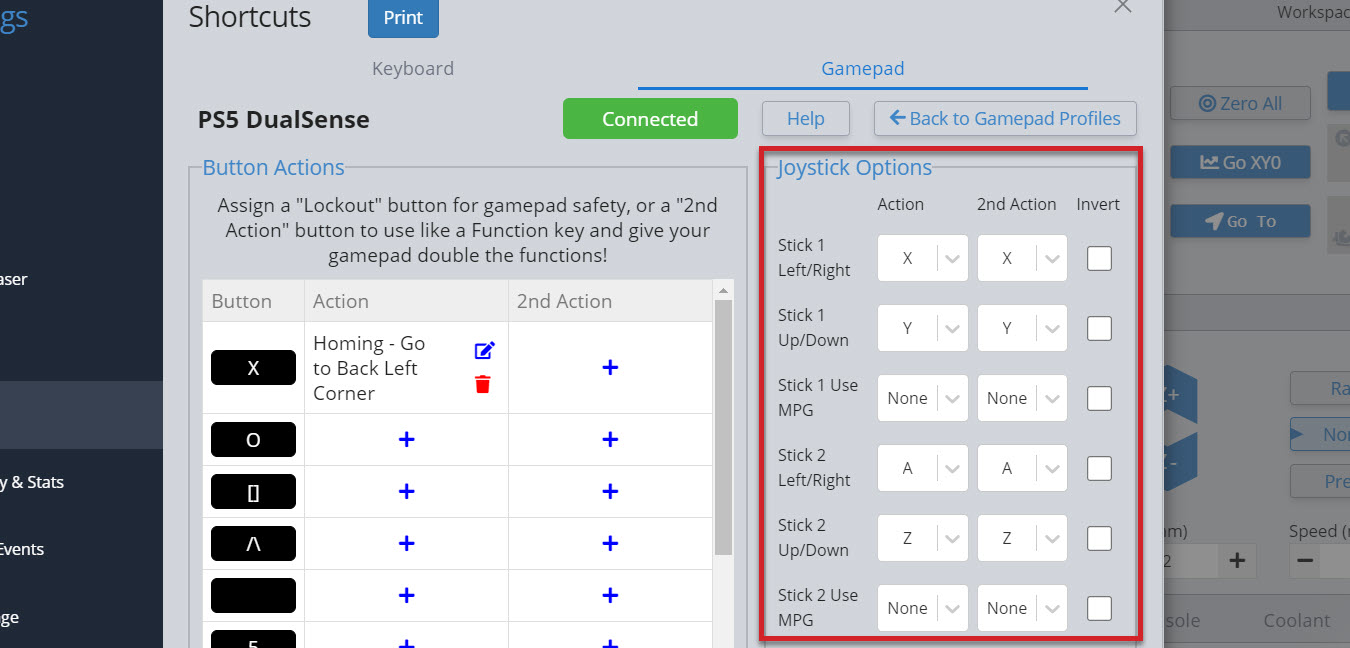 gs
Shortcuts
Print
Workspac
Keyboard
Gamepad
PS5 DualSense
Connected
Help
Back to Gamepad Profiles
Zero All
Go XY0
Go To
Button Actions
Assign a "Lockout" button for gamepad safety, or a "2nd
Action" button to use like a Function key and give your
gamepad double the functions!
Button
Action
2nd Action
X
Homing - Go
to Back Left
Corner
O
[]
/\
5
Joystick Options
Action
2nd Action
Invert
Stick 1
Left/Right
X
X
Stick 1
Up/Down
Y
Y
Stick 1 Use
MPG
None
None
Stick 2
Left/Right
A
A
Stick 2
Up/Down
Z
Z
Stick 2 Use
MPG
None
None
aser
y & Stats
Events
ge
Z+
Z-
Ra
Nor
Pre
m)
Speed (
2
sole
Coolant